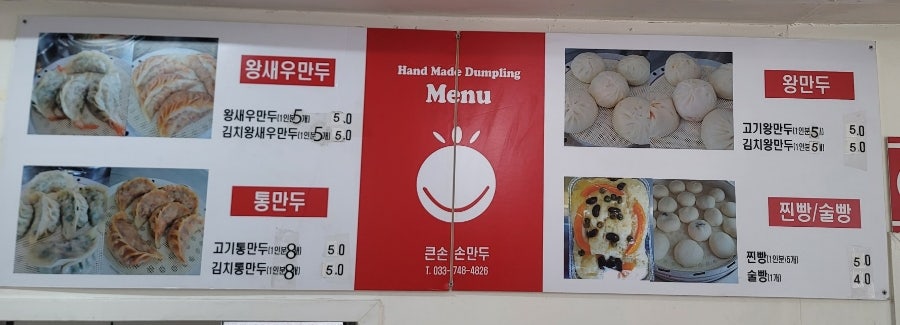 왕새우만두
왕새우만두(1인분5개) 5.0
김치왕새우만두(1인분5개) 5.0
통만두
고기통만두(1인분8개) 5.0
김치통만두(1인분8개) 5.0
Hand Made Dumpling
Menu
큰손 손만두
T. 033-748-4826
왕만두
고기왕만두(1인분5개) 5.0
김치왕만두(1인분5개) 5.0
찐빵/술빵
찐빵(1인분5개) 5.0
술빵(1개) 4.0